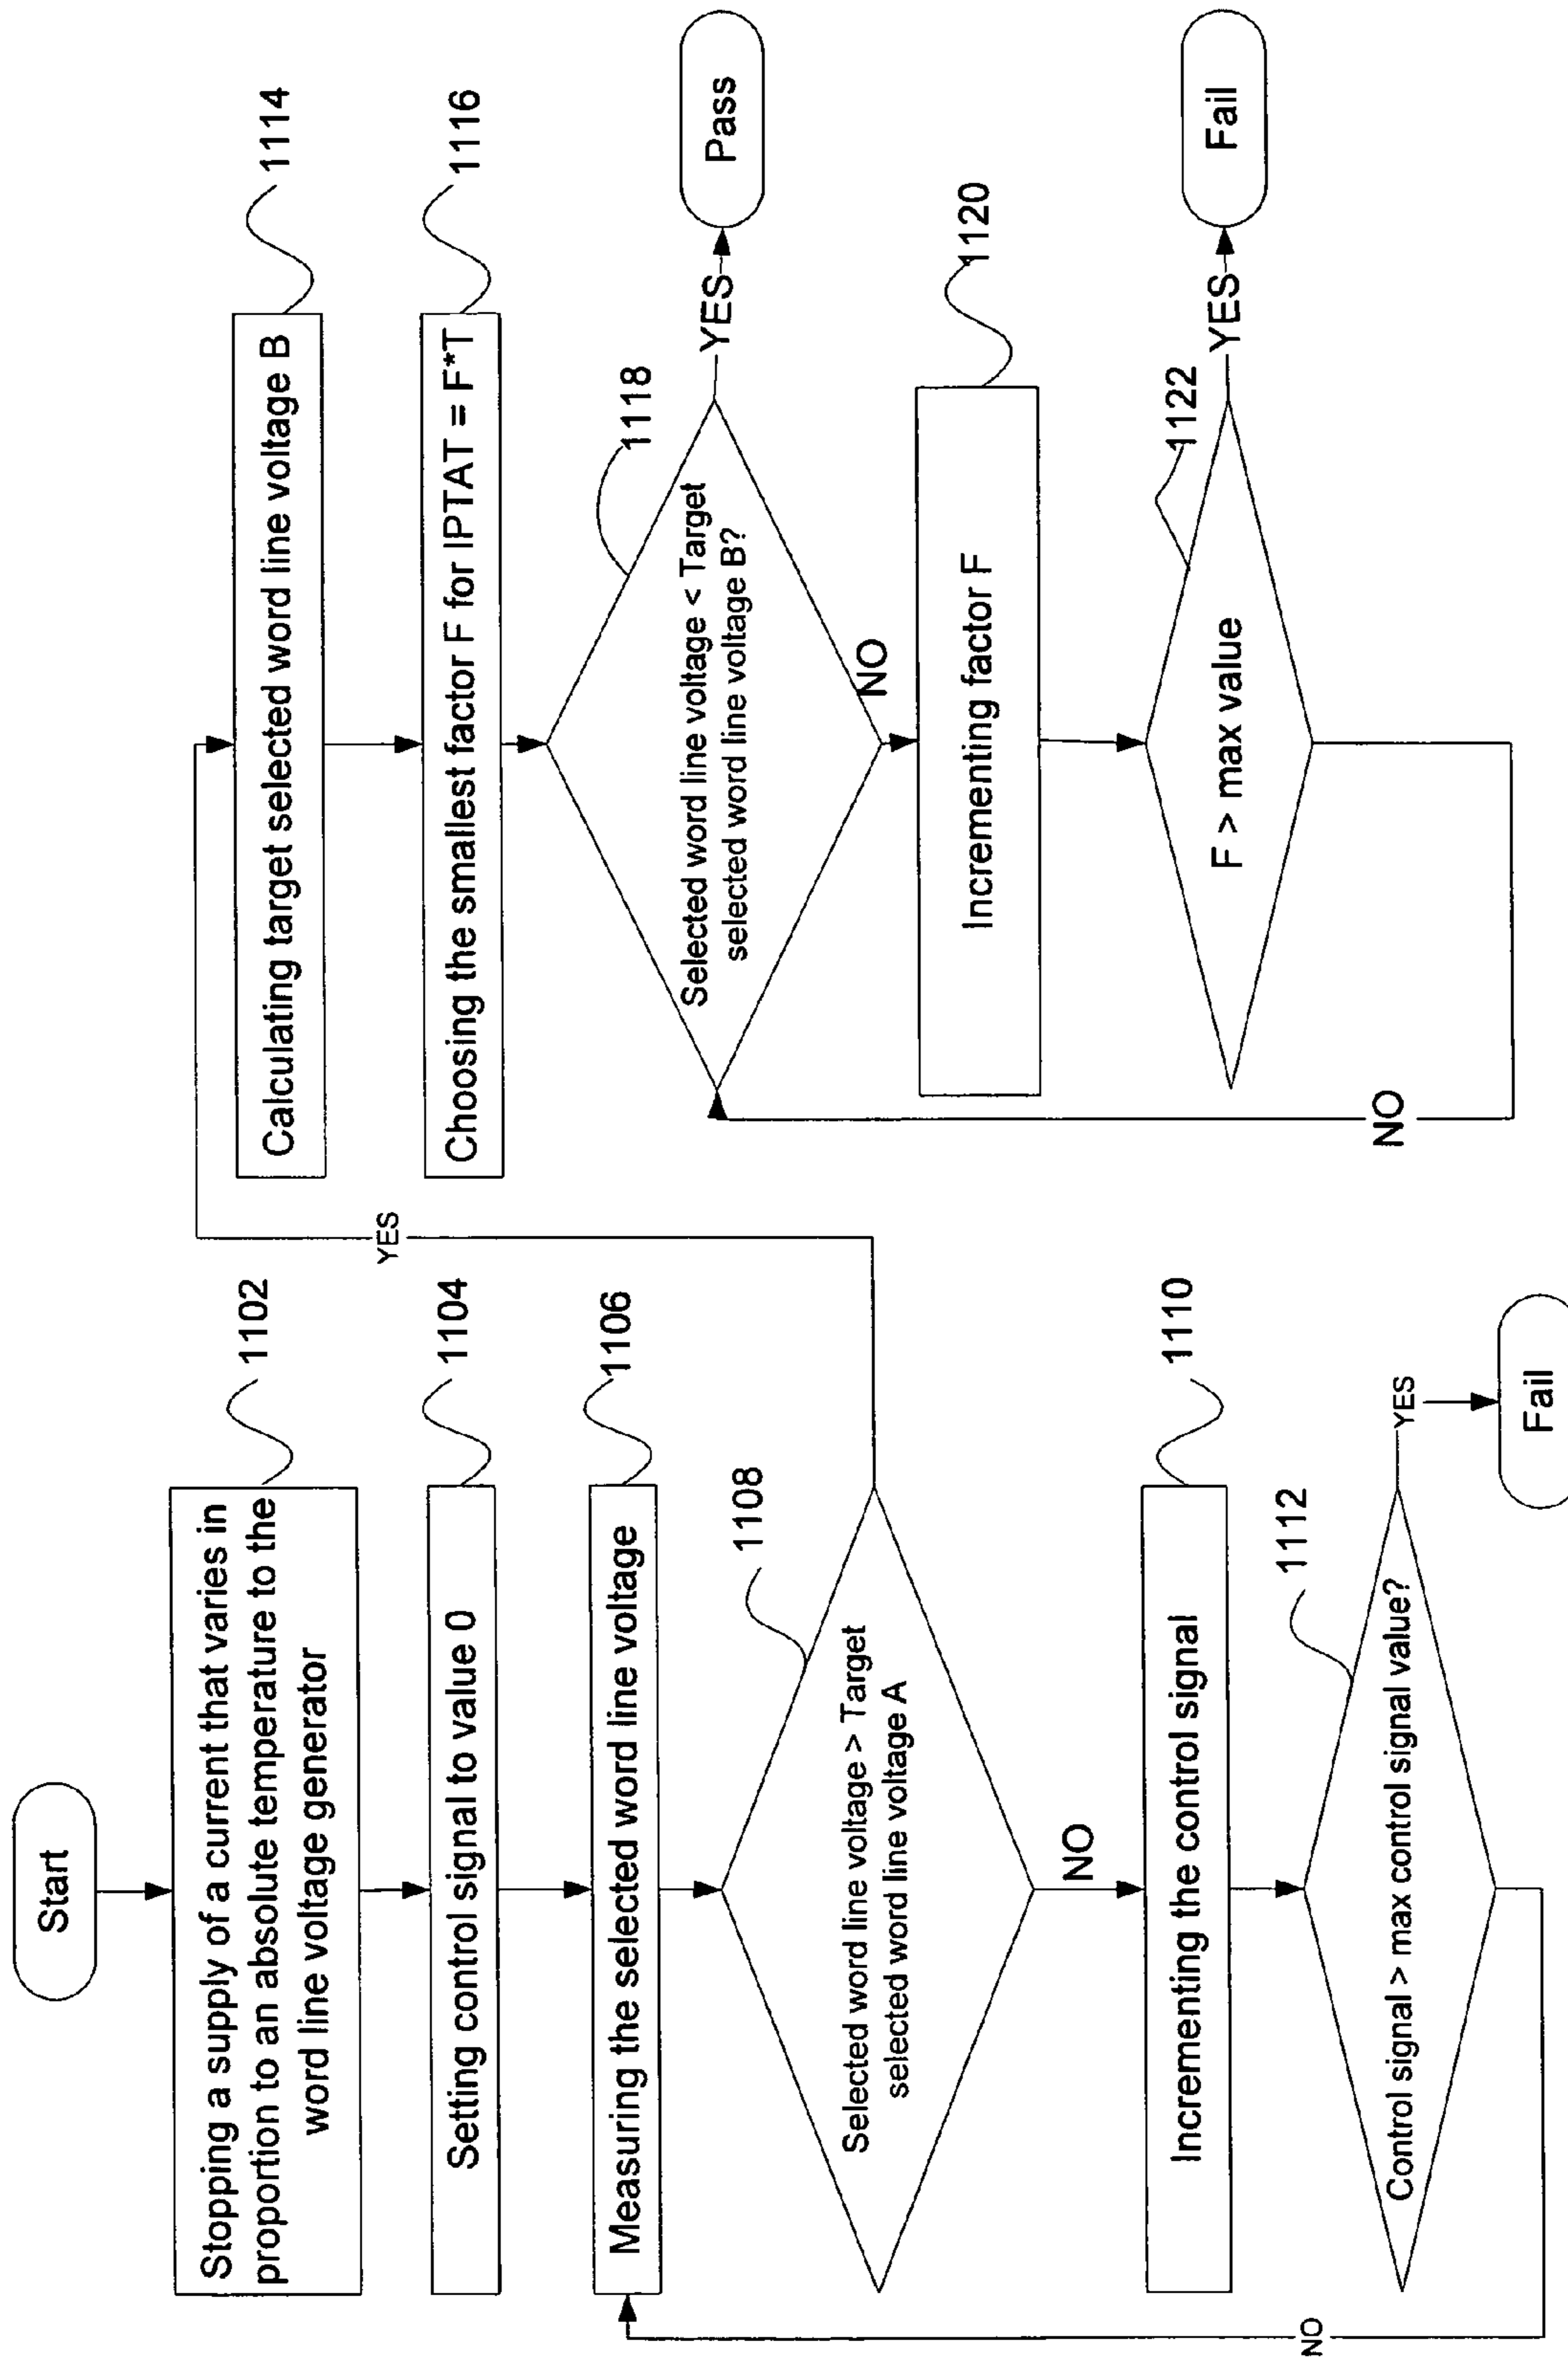 Start
Stopping a supply of a current that varies in
proportion to an absolute temperature to the
word line voltage generator
1102
Setting control signal to value 0
1104
Measuring the selected word line voltage
1106
Selected word line voltage > Target
selected word line voltage A
1108
YES
NO
Incrementing the control signal
1110
Control signal > max control signal value?
1112
YES
NO
Fail
Calculating target selected word line voltage B
1114
Choosing the smallest factor F for IPTAT = F*T
1116
Selected word line voltage < Target
selected word line voltage B?
1118
YES
Pass
NO
Incrementing factor F
1120
F > max value
1122
YES
Fail
NO